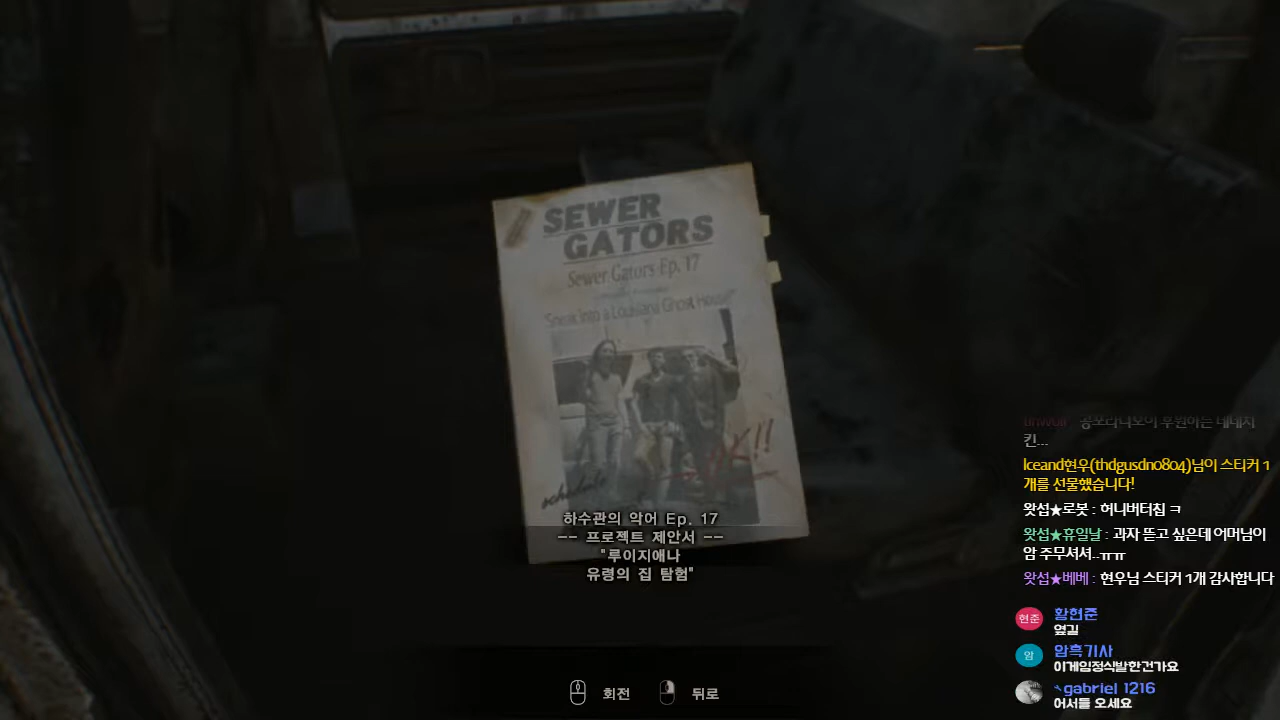 SEWER
GATORS
Sewer Gators Ep. 17
"Sneak into a Louisiana Ghost House"
schedule
하수관의 악어 Ep. 17
-- 프로젝트 제안서 --
"루이지애나
유령의 집 탐험"
회전
뒤로
킨...
Iceand현우(thdgusdn0804)님이 스티커 1
개를 선물했습니다!
왓섭★로봇 : 허니버터칩 ㅋ
왓섭★휴일날 : 과자 뜯고 싶은데 어머님이
암 주무셔서..ㅠㅠ
왓섭★베베 : 현우님 스티커 1개 감사합니다
현준
황현준
옆길
암
암흑기사
이게임정식발한건가요
gabriel 1216
어서들 오세요